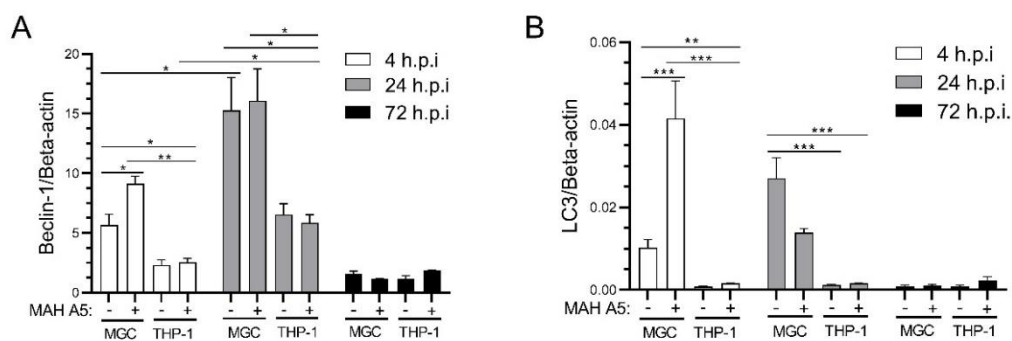 A
Beclin-1/Beta-actin
20
15
10
5
0
* * * * * * * ** 
4 h.p.i
24 h.p.i
72 h.p.i
MAH A5: - + - + - + - + - + - +
MGC THP-1 MGC THP-1 MGC THP-1
B
LC3/Beta-actin
0.06
0.04
0.02
0.00
** *** *** *** ***
4 h.p.i
24 h.p.i
72 h.p.i.
MAH A5: - + - + - + - + - + - +
MGC THP-1 MGC THP-1 MGC THP-1